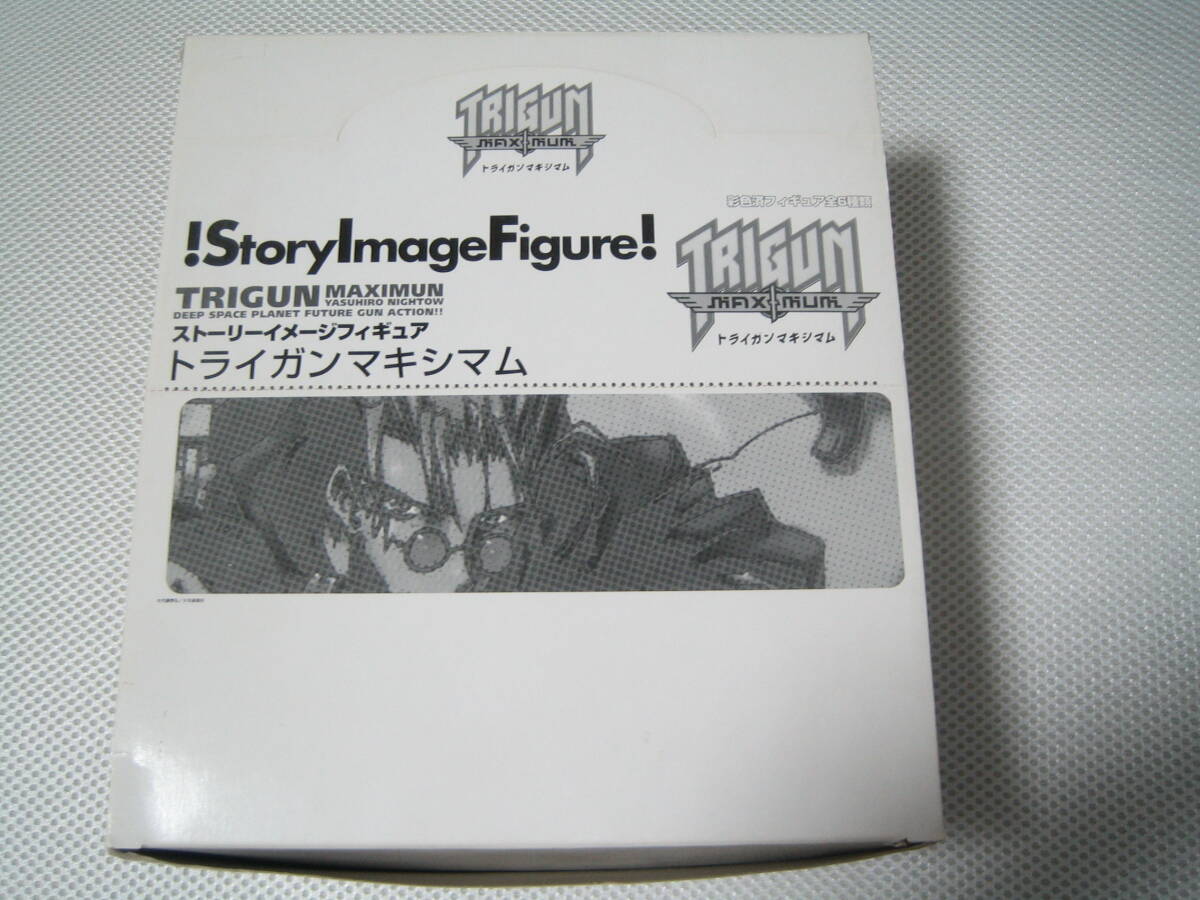 TRIGUN
MAXIMUM
トライガンマキシマム
彩色済フィギュア全6種類
!StoryImageFigure!
TRIGUN MAXIMUN
YASUHIRO NIGHTOW
DEEP SPACE PLANET FUTURE GUN ACTION!!
ストーリーイメージフィギュア
トライガンマキシマム
TRIGUN
MAXIMUM
トライガンマキシマム